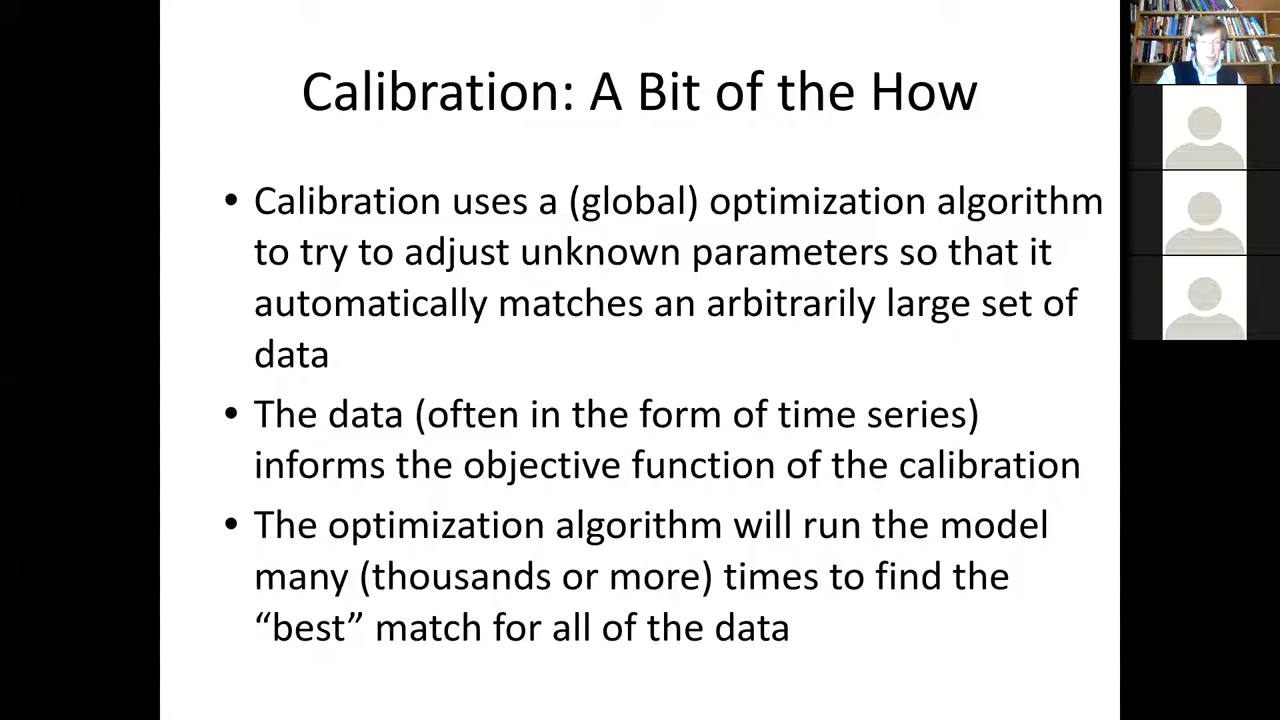 Calibration: A Bit of the How
• Calibration uses a (global) optimization algorithm
to try to adjust unknown parameters so that it
automatically matches an arbitrarily large set of
data
• The data (often in the form of time series)
informs the objective function of the calibration
• The optimization algorithm will run the model
many (thousands or more) times to find the
“best” match for all of the data